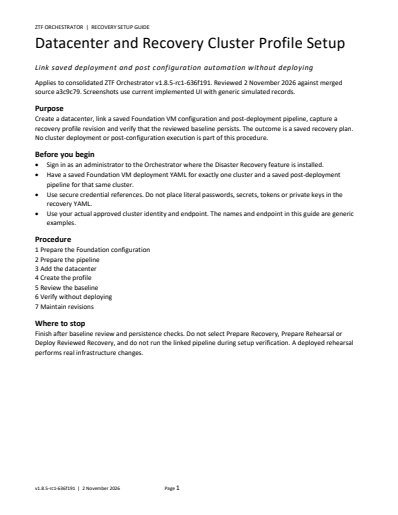 ZTF ORCHESTRATOR | RECOVERY SETUP GUIDE
Datacenter and Recovery Cluster Profile Setup
Link saved deployment and post configuration automation without deploying
Applies to consolidated ZTF Orchestrator v1.8.5-rc1-636f191. Reviewed 2 November 2026 against merged
source a3c9c79. Screenshots use current implemented UI with generic simulated records.
Purpose
Create a datacenter, link a saved Foundation VM configuration and post-deployment pipeline, capture a
recovery profile revision and verify that the reviewed baseline persists. The outcome is a saved recovery plan.
No cluster deployment or post-configuration execution is part of this procedure.
Before you begin
• Sign in as an administrator to the Orchestrator where the Disaster Recovery feature is installed.
• Have a saved Foundation VM deployment YAML for exactly one cluster and a saved post-deployment
pipeline for that same cluster.
• Use secure credential references. Do not place literal passwords, secrets, tokens or private keys in the
recovery YAML.
• Use your actual approved cluster identity and endpoint. The names and endpoint in this guide are generic
examples.
Procedure
1 Prepare the Foundation configuration
2 Prepare the pipeline
3 Add the datacenter
4 Create the profile
5 Review the baseline
6 Verify without deploying
7 Maintain revisions
Where to stop
Finish after baseline review and persistence checks. Do not select Prepare Recovery, Prepare Rehearsal or
Deploy Reviewed Recovery, and do not run the linked pipeline during setup verification. A deployed rehearsal
performs real infrastructure changes.
v1.8.5-rc1-636f191 | 2 November 2026 Page 1